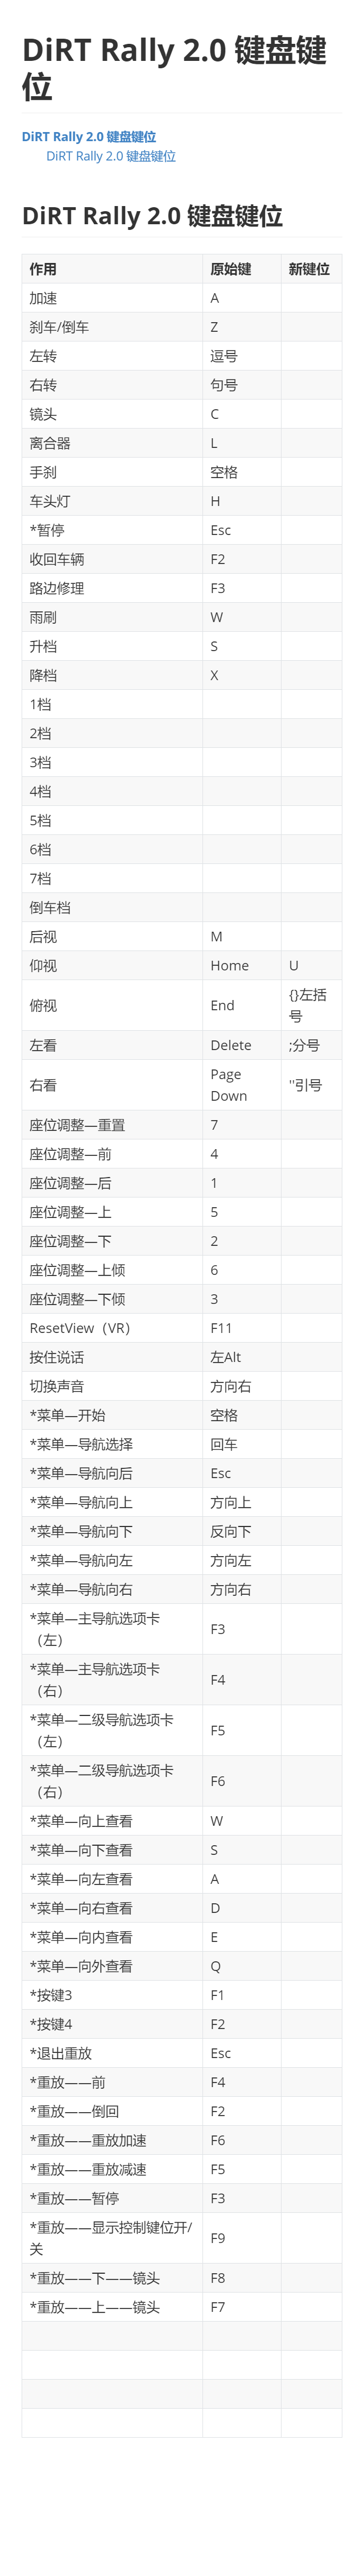 DiRT Rally 2.0 键盘键
位
DiRT Rally 2.0 键盘键位
DiRT Rally 2.0 键盘键位
DiRT Rally 2.0 键盘键位
作用 原始键 新键位
加速 A
刹车/倒车 Z
左转 逗号
右转 句号
镜头 C
离合器 L
手刹 空格
车头灯 H
*暂停 Esc
收回车辆 F2
路边修理 F3
雨刷 W
升档 S
降档 X
1档
2档
3档
4档
5档
6档
7档
倒车档
后视 M
仰视 Home U
俯视 End {}左括
号
左看 Delete ;分号
右看 Page
Down ''引号
座位调整—重置 7
座位调整—前 4
座位调整—后 1
座位调整—上 5
座位调整—下 2
座位调整—上倾 6
座位调整—下倾 3
ResetView（VR） F11
按住说话 左Alt
切换声音 方向右
*菜单—开始 空格
*菜单—导航选择 回车
*菜单—导航向后 Esc
*菜单—导航向上 方向上
*菜单—导航向下 反向下
*菜单—导航向左 方向左
*菜单—导航向右 方向右
*菜单—主导航选项卡
（左） F3
*菜单—主导航选项卡
（右） F4
*菜单—二级导航选项卡
（左） F5
*菜单—二级导航选项卡
（右） F6
*菜单—向上查看 W
*菜单—向下查看 S
*菜单—向左查看 A
*菜单—向右查看 D
*菜单—向内查看 E
*菜单—向外查看 Q
*按键3 F1
*按键4 F2
*退出重放 Esc
*重放——前 F4
*重放——倒回 F2
*重放——重放加速 F6
*重放——重放减速 F5
*重放——暂停 F3
*重放——显示控制键位开/
关 F9
*重放——下——镜头 F8
*重放——上——镜头 F7